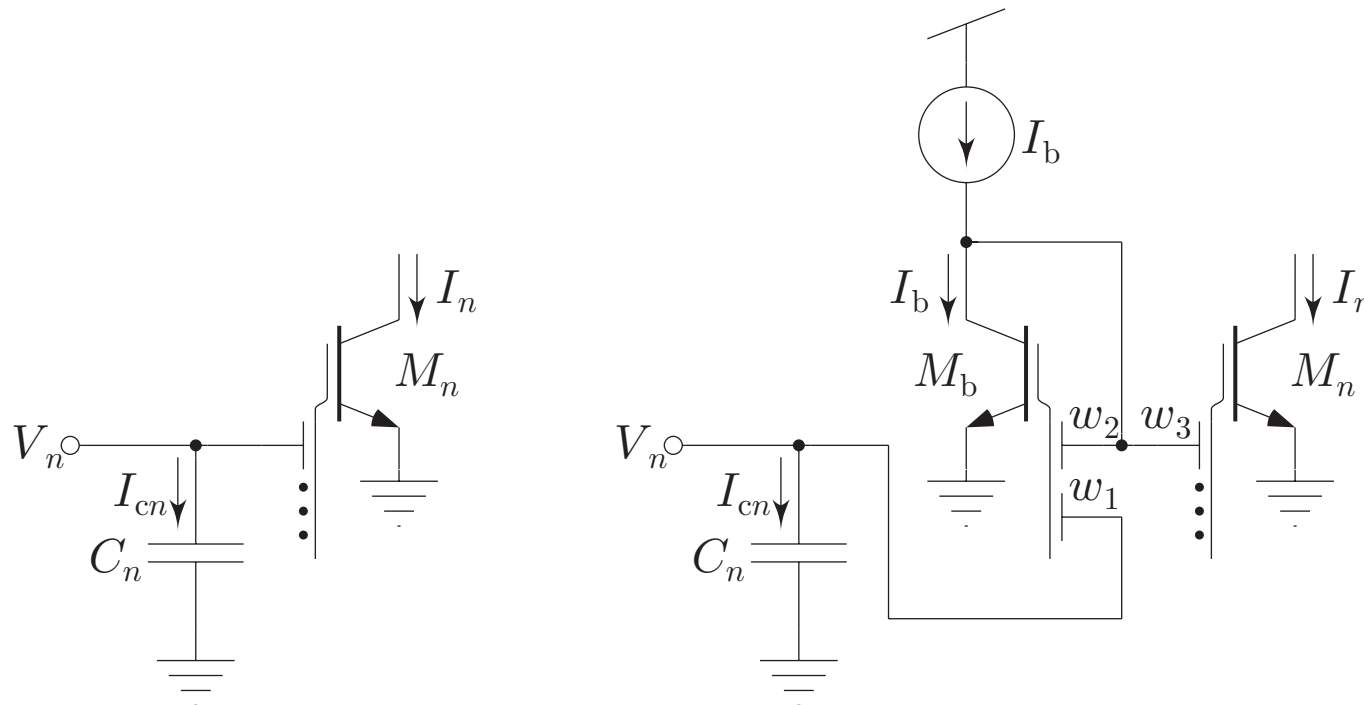 I_b
I_n
M_n
V_n
I_cn
C_n
I_b
M_b
w_2
w_3
w_1
I_n
M_n
V_n
I_cn
C_n